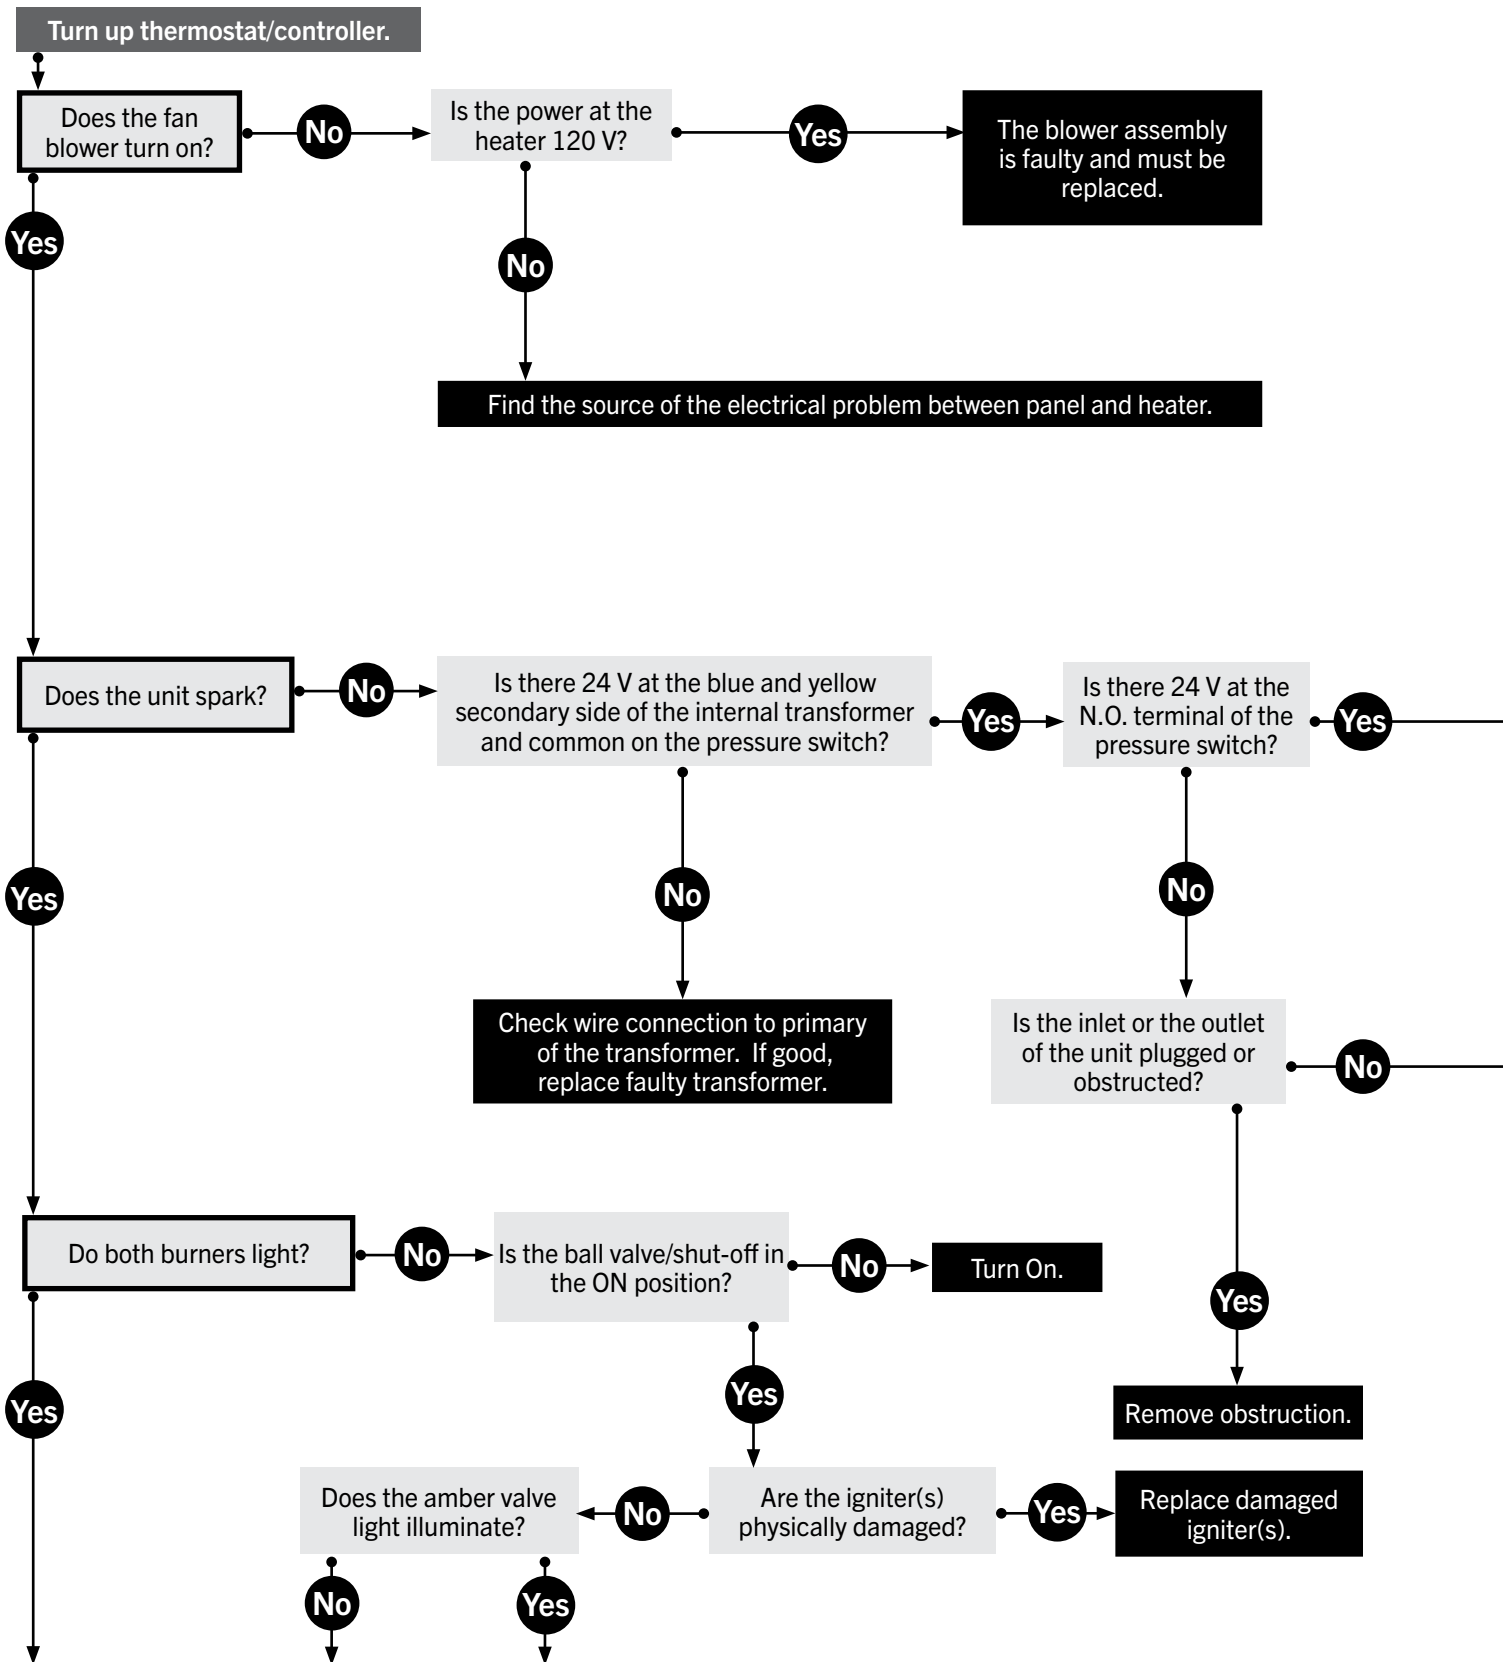 Turn up thermostat/controller.
Does the fan
blower turn on?
No
Is the power at the
heater 120 V?
Yes
The blower assembly
is faulty and must be
replaced.
Yes
No
Find the source of the electrical problem between panel and heater.
Does the unit spark?
No
Is there 24 V at the blue and yellow
secondary side of the internal transformer
and common on the pressure switch?
Yes
Is there 24 V at the
N.O. terminal of the
pressure switch?
Yes
Yes
No
No
Check wire connection to primary
of the transformer.  If good,
replace faulty transformer.
Is the inlet or the outlet
of the unit plugged or
obstructed?
No
Do both burners light?
No
Is the ball valve/shut-off in
the ON position?
No
Turn On.
Yes
Yes
Yes
Remove obstruction.
Does the amber valve
light illuminate?
No
Are the igniter(s)
physically damaged?
Yes
Replace damaged
igniter(s).
No
Yes